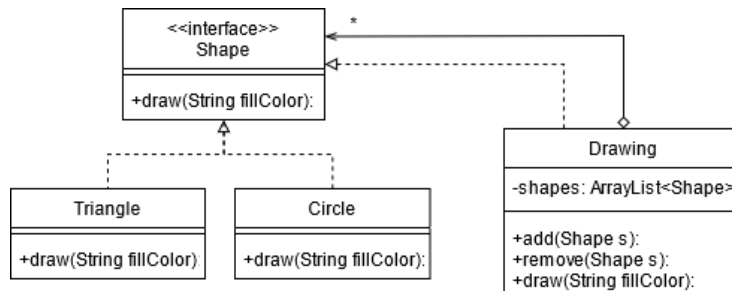 <<interface>>
Shape
+draw(String fillColor):
*
Triangle
+draw(String fillColor)
Circle
+draw(String fillColor):
Drawing
-shapes: ArrayList<Shape>
+add(Shape s):
+remove(Shape s):
+draw(String fillColor):